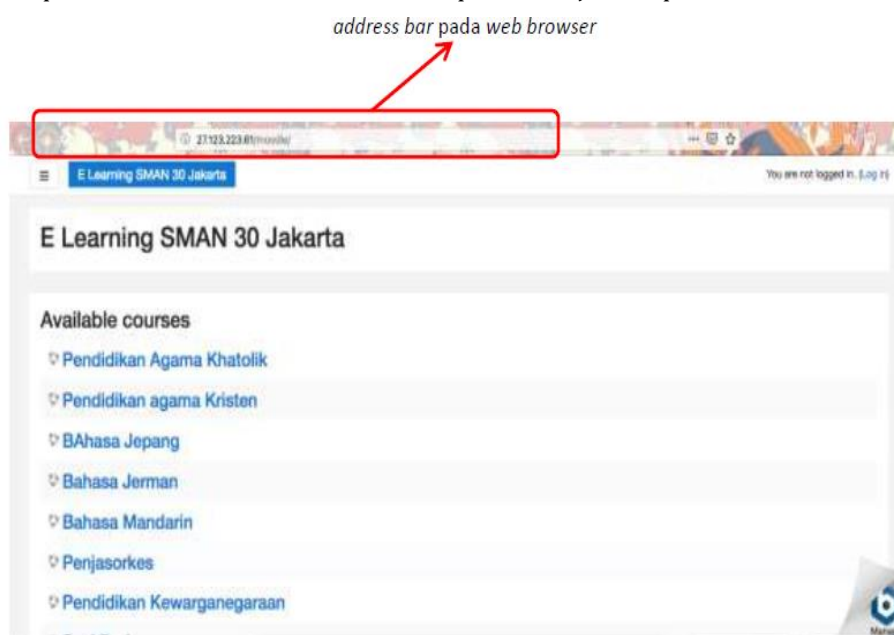 address bar pada web browser
27.123.223.61/moodle/
E Learning SMAN 30 Jakarta
You are not logged in. (Log in)
E Learning SMAN 30 Jakarta
Available courses
Pendidikan Agama Khatolik
Pendidikan agama Kristen
BAhasa Jepang
Bahasa Jerman
Bahasa Mandarin
Penjasorkes
Pendidikan Kewarganegaraan